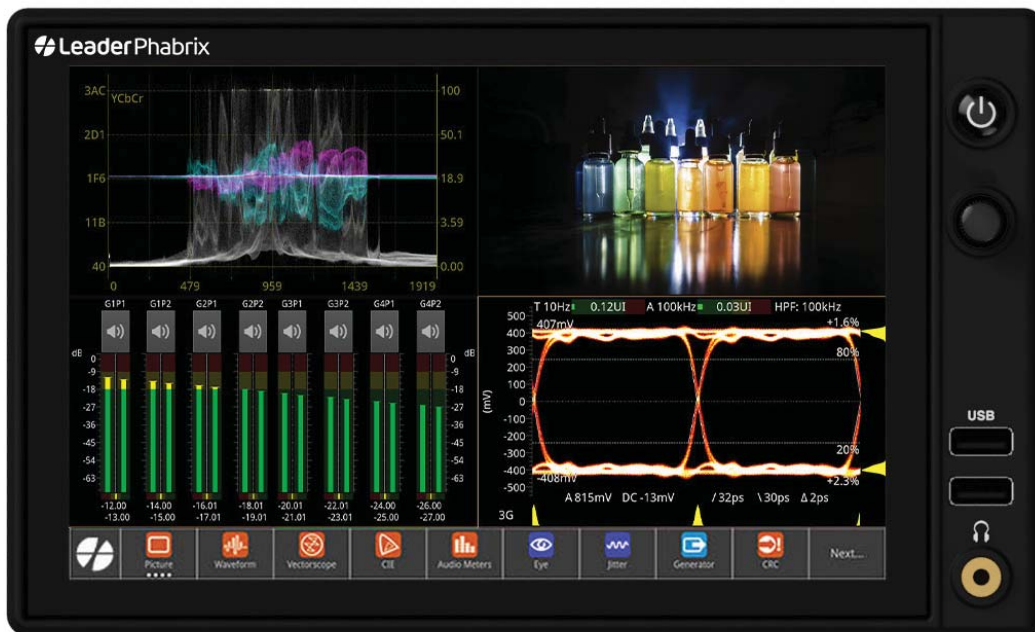 LeaderPhabrix
YCbCr
3AC
2D1
1F6
11B
40
100
50.1
18.9
3.59
0.00
0 479 959 1439 1919
G1P1 G1P2 G2P1 G2P2 G3P1 G3P2 G4P1 G4P2
dB
0
-9
-18
-27
-36
-45
-54
-63
dB
0
-9
-18
-27
-36
-45
-54
-63
-12.00 -14.00 -16.01 -18.01 -20.01 -22.01 -24.00 -26.00
-13.00 -15.00 -17.01 -19.01 -21.01 -23.01 -25.00 -27.00
T 10Hz 0.12UI A 100kHz 0.03UI HPF: 100kHz
500
400
300
200
100
0
-100
-200
-300
-400
-500
(mV)
407mV
+1.6%
80%
20%
-408mV
+2.3%
A 815mV DC -13mV / 32ps \ 30ps Δ 2ps
3G
Picture Waveform Vectorscope CIE Audio Meters Eye Jitter Generator CRC Next...
USB